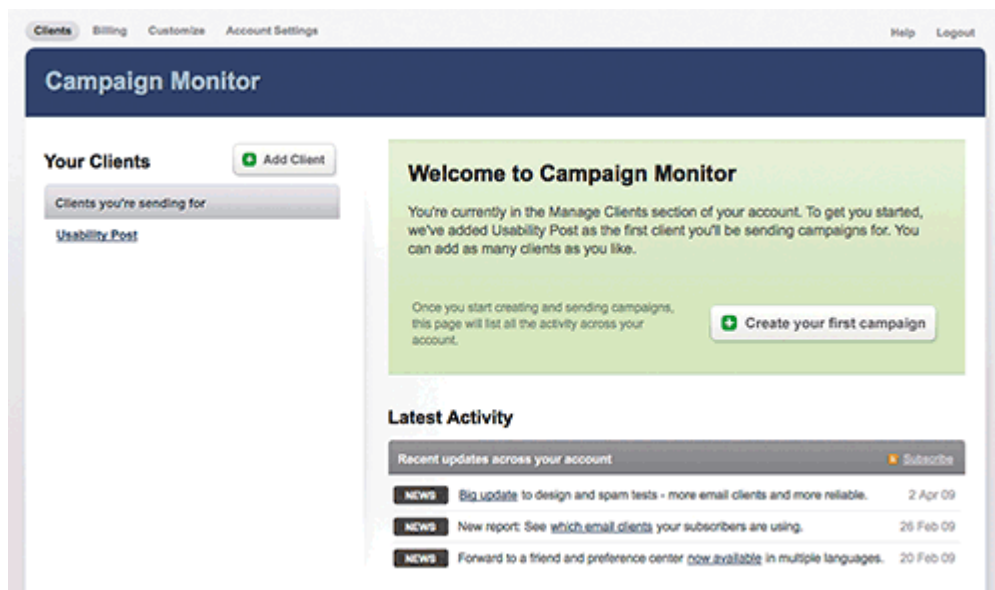 Clients Billing Customize Account Settings Help Logout
Campaign Monitor
Your Clients
Add Client
Clients you're sending for
Usability Post
Welcome to Campaign Monitor
You're currently in the Manage Clients section of your account. To get you started,
we've added Usability Post as the first client you'll be sending campaigns for. You
can add as many clients as you like.
Once you start creating and sending campaigns,
this page will list all the activity across your
account.
Create your first campaign
Latest Activity
Recent updates across your account Subscribe
NEWS Big update to design and spam tests - more email clients and more reliable. 2 Apr 09
NEWS New report: See which email clients your subscribers are using. 26 Feb 09
NEWS Forward to a friend and preference center now available in multiple languages. 20 Feb 09